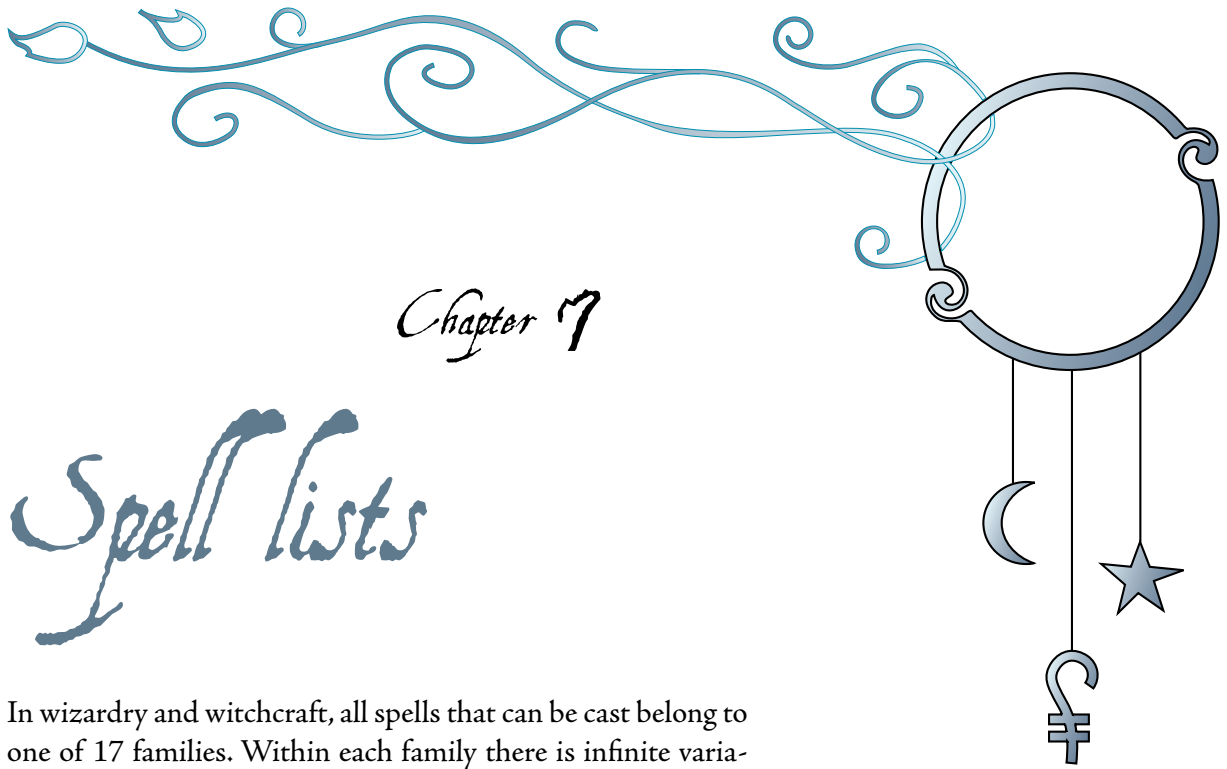 Chapter 7
Spell lists
In wizardry and witchcraft, all spells that can be cast belong to
one of 17 families. Within each family there is infinite varia-